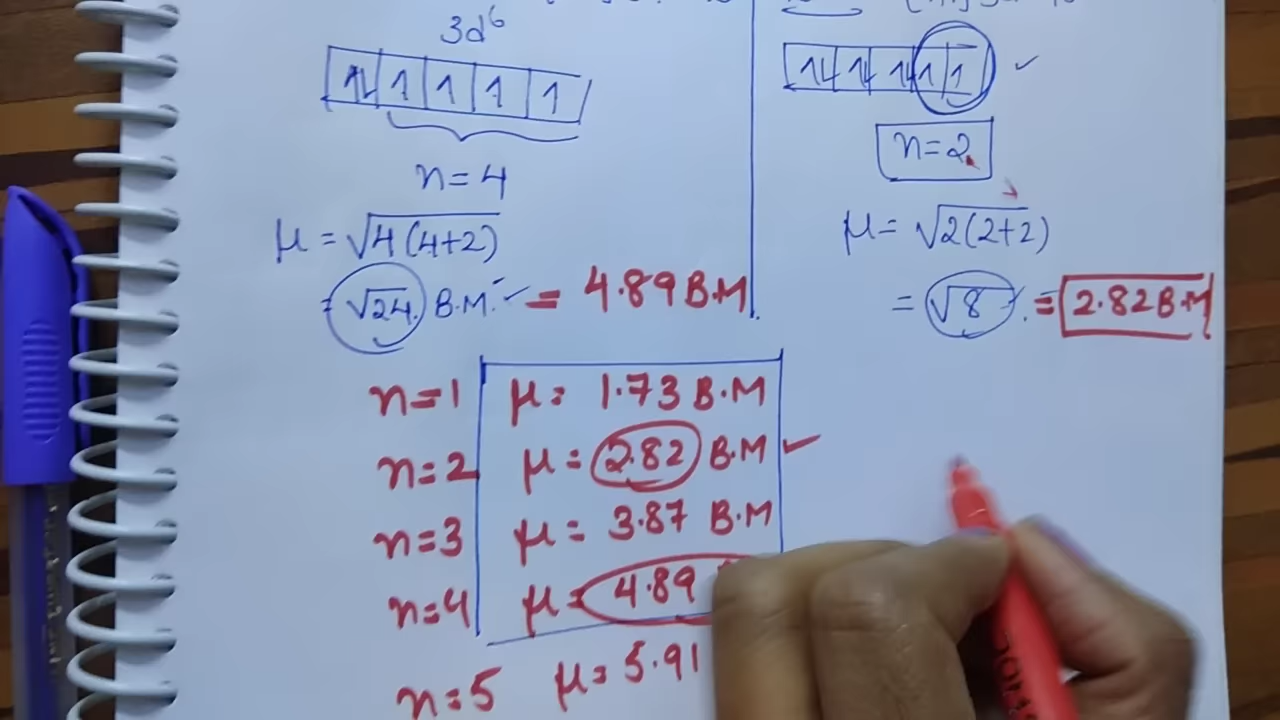 3d⁶
1↓ 1 1 1 1
n=4
μ = √4(4+2)
= √24. B.M. ✓ = 4.89 B.M
1↓ 1↓ 1↓ 1 1 ✓
n=2
μ= √2(2+2)
= √8 . = 2.82 B.M
n=1 μ= 1.73 B.M
n=2 μ= 2.82 B.M ✓
n=3 μ= 3.87 B.M
n=4 μ= 4.89
n=5 μ= 5.91